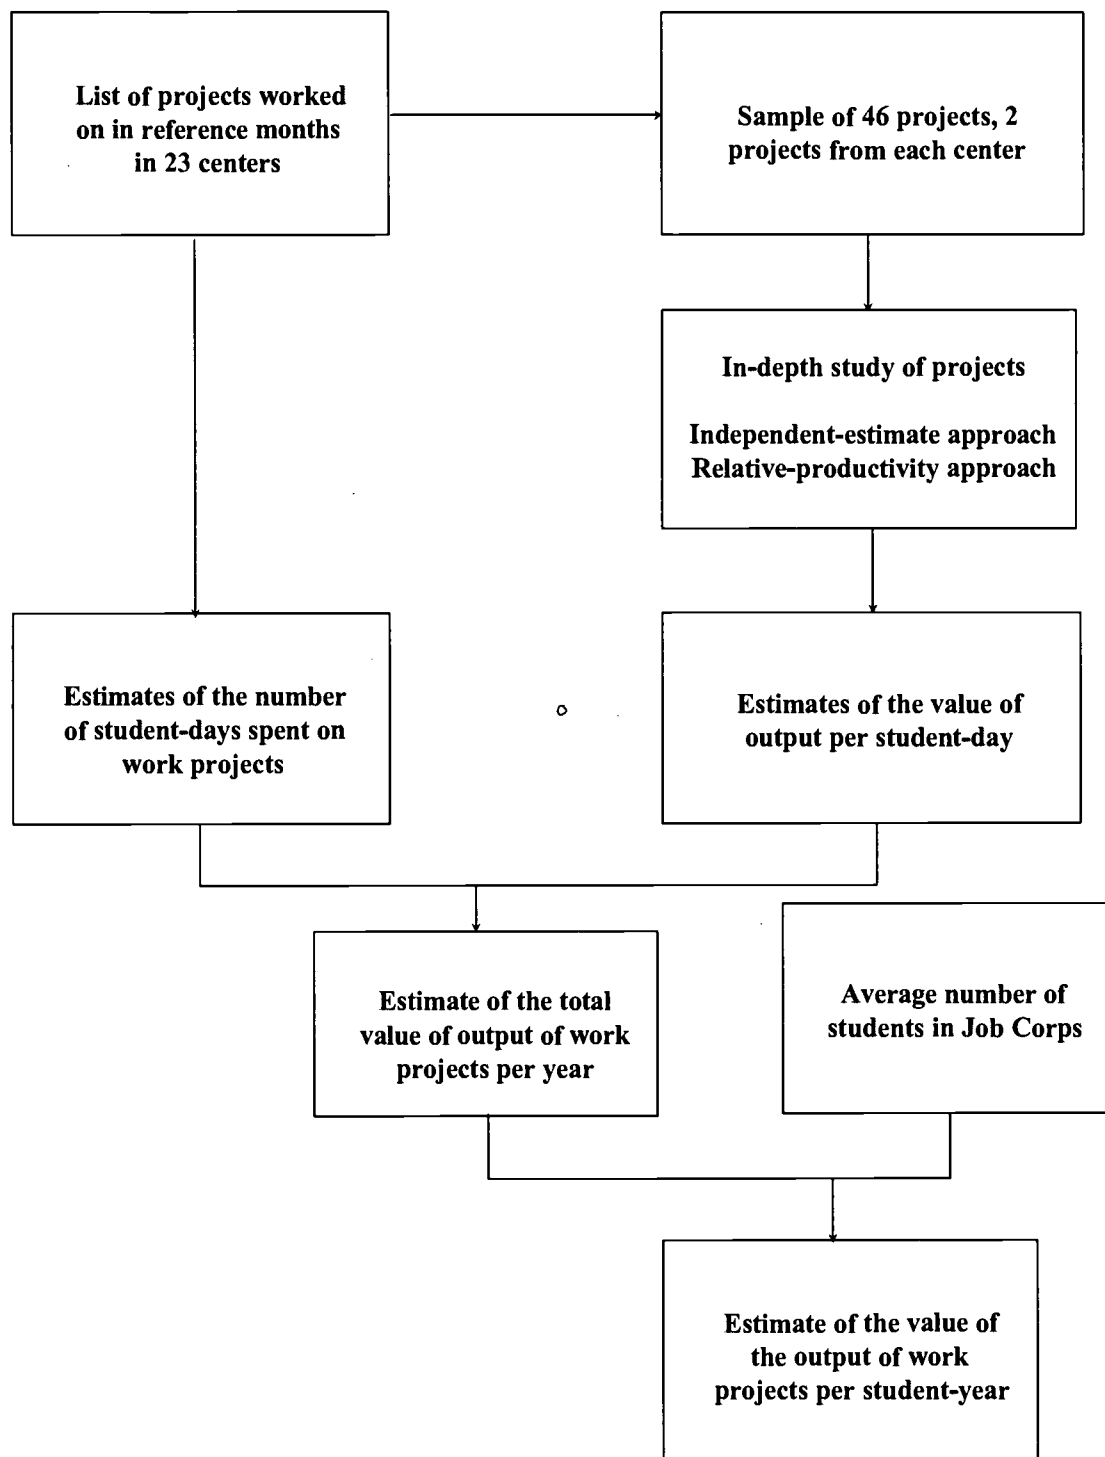 List of projects worked
on in reference months
in 23 centers
Sample of 46 projects, 2
projects from each center
In-depth study of projects
Independent-estimate approach
Relative-productivity approach
Estimates of the number
of student-days spent on
work projects
Estimates of the value of
output per student-day
Estimate of the total
value of output of work
projects per year
Average number of
students in Job Corps
Estimate of the value of
the output of work
projects per student-year